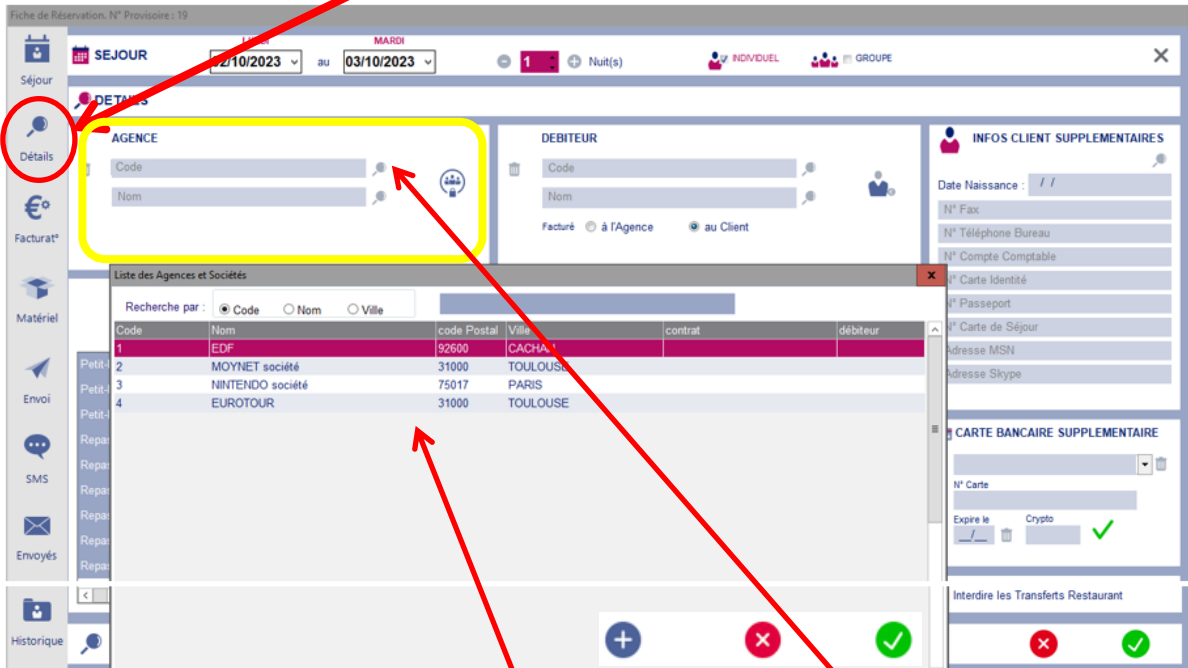 Fiche de Réservation. N° Provisoire : 19
MARDI
SEJOUR 02/10/2023 au 03/10/2023 1 Nuit(s) INDIVIDUEL GROUPE
Séjour
DETAILS
Détails
AGENCE
Code
Nom
DEBITEUR
Code
Nom
Facturé à l'Agence au Client
INFOS CLIENT SUPPLEMENTAIRES
Date Naissance : / /
N° Fax
N° Téléphone Bureau
N° Compte Comptable
N° Carte Identité
N° Passeport
N° Carte de Séjour
Adresse MSN
Adresse Skype
Facturat°
Matériel
Envoi
SMS
Envoyés
Historique
Liste des Agences et Sociétés x
Recherche par : Code Nom Ville
Code Nom code Postal Ville contrat débiteur
1 EDF 92600 CACHAN
2 MOYNET société 31000 TOULOUSE
3 NINTENDO société 75017 PARIS
4 EUROTOUR 31000 TOULOUSE
Petit-
Petit-
Petit-
Repas
Repas
Repas
Repas
Repas
Repas
CARTE BANCAIRE SUPPLEMENTAIRE
N° Carte
Expire le Crypto
__/__
Interdire les Transferts Restaurant